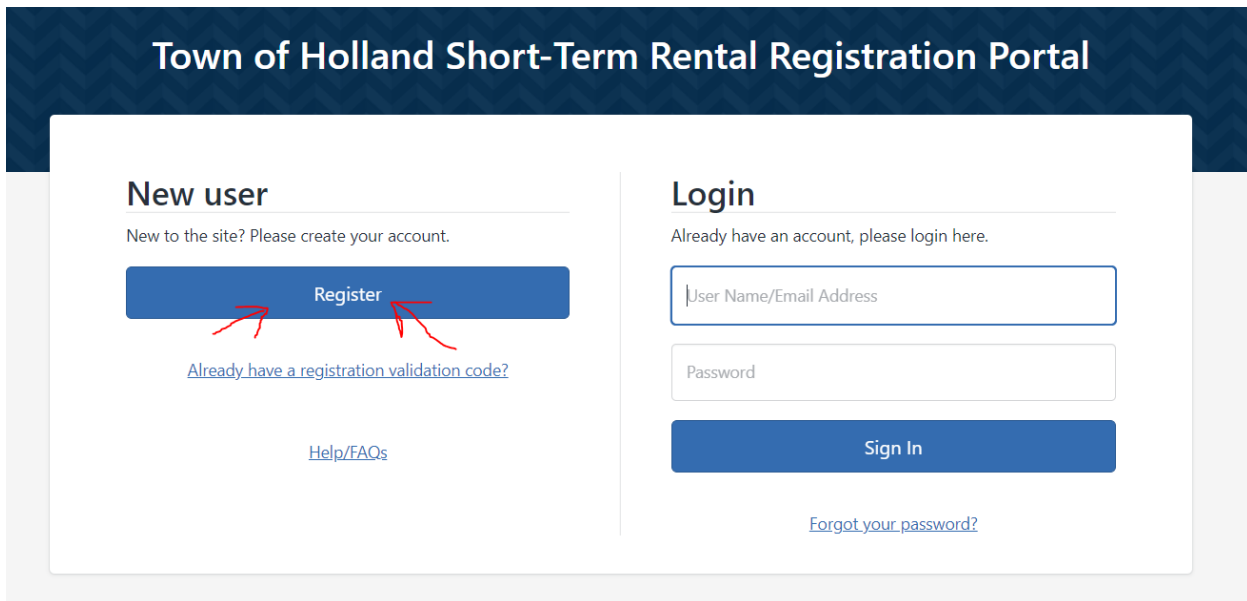 Town of Holland Short-Term Rental Registration Portal
New user
New to the site? Please create your account.
Register
Already have a registration validation code?
Help/FAQs
Login
Already have an account, please login here.
User Name/Email Address
Password
Sign In
Forgot your password?